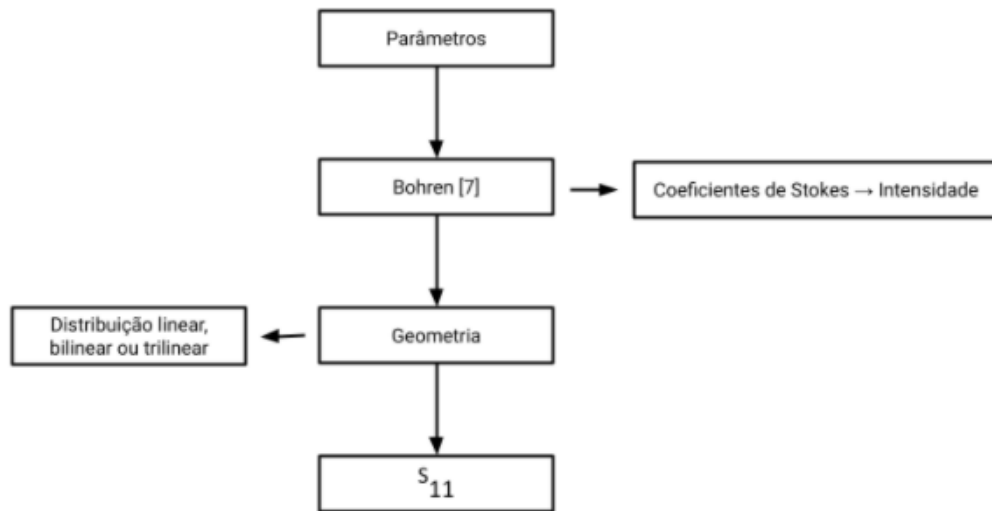 Parâmetros
Bohren [7]
Coeficientes de Stokes → Intensidade
Distribuição linear,
bilinear ou trilinear
Geometria
S11